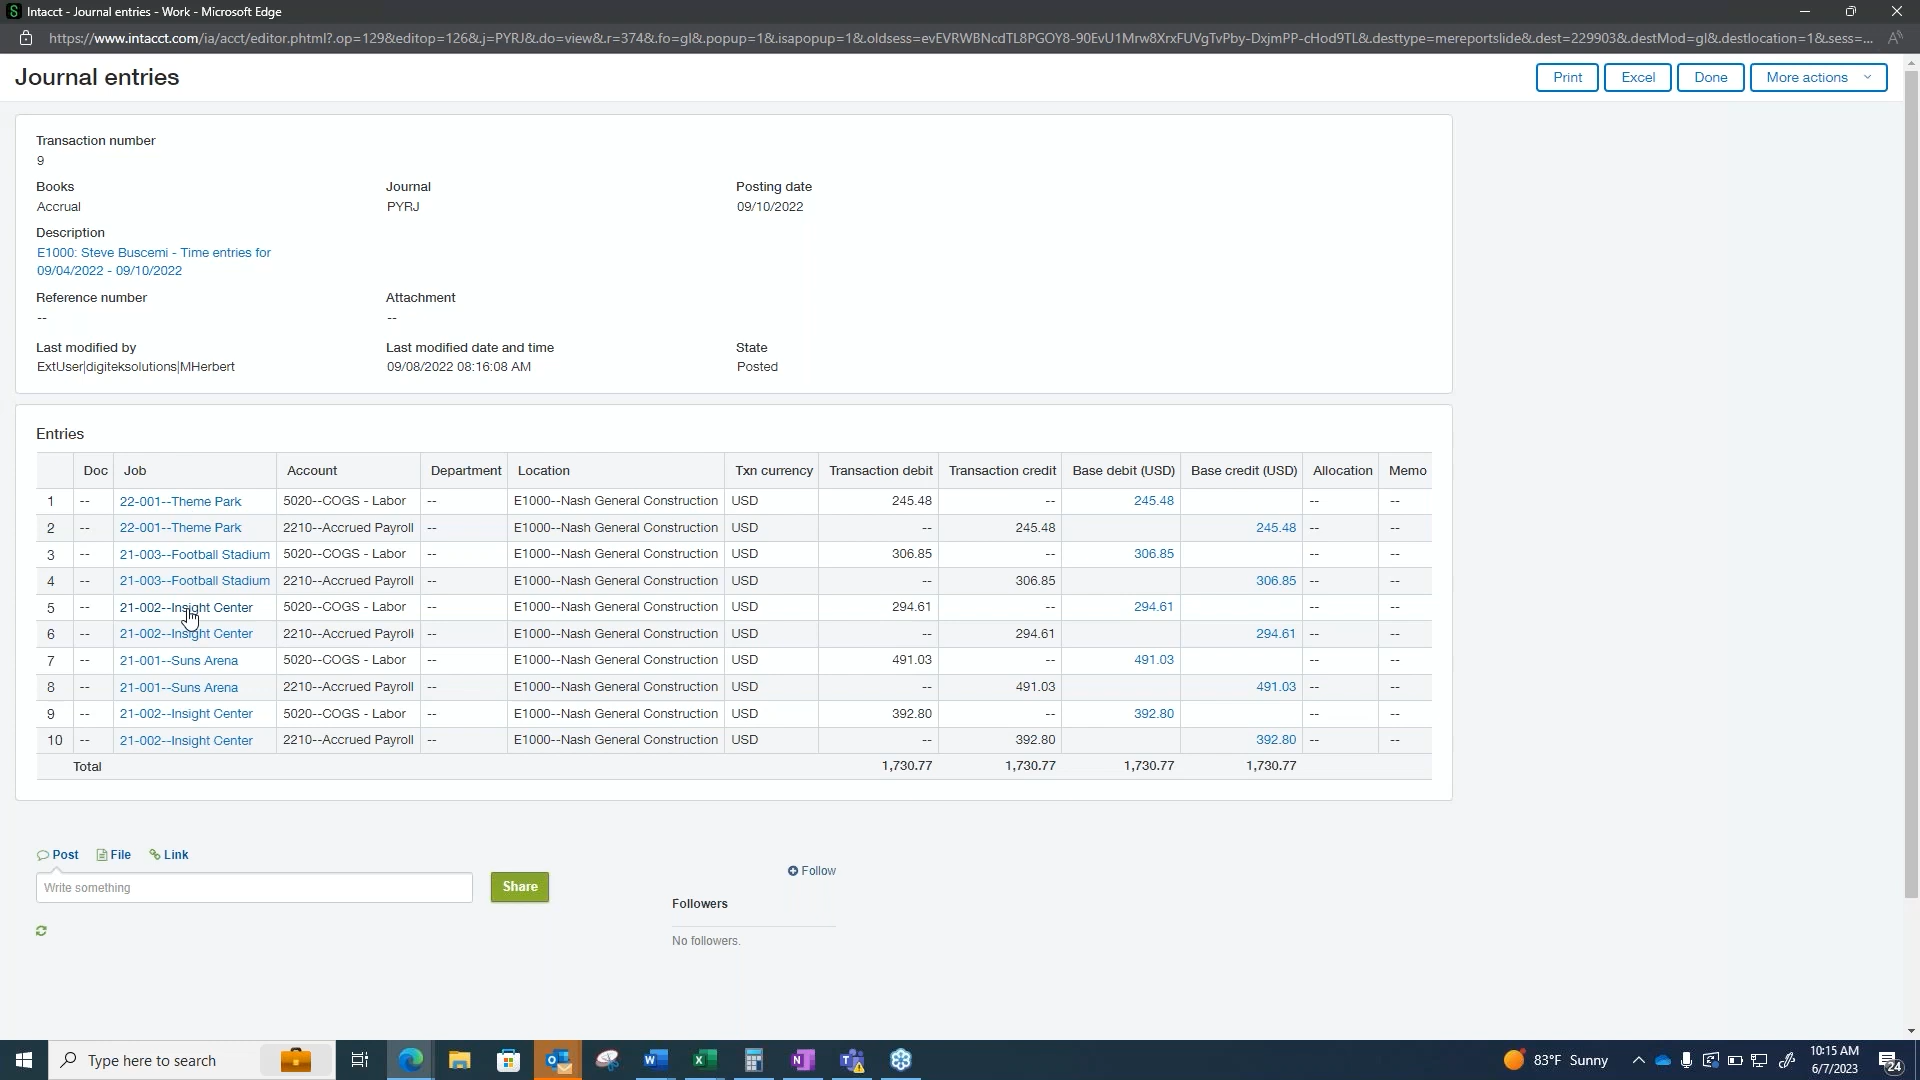 Intacct - Journal entries - Work - Microsoft Edge
https://www.intacct.com/ia/acct/editor.phtml?.op=129&editop=126&.j=PYRJ&.do=view&.r=374&.fo=gl&.popup=1&.isapopup=1&.oldsess=evEVRWBNcdTL8PGOY8-90EvU1Mrw8XrxFUVgTvPby-DxjmPP-cHod9TL&.desttype=mereportslide&.dest=229903&.destMod=gl&.destlocation=1&.sess=...
Journal entries
Print Excel Done More actions
Transaction number
9
Books Journal Posting date
Accrual PYRJ 09/10/2022
Description
E1000: Steve Buscemi - Time entries for
09/04/2022 - 09/10/2022
Reference number Attachment
-- --
Last modified by Last modified date and time State
ExtUser|digiteksolutions|MHerbert 09/08/2022 08:16:08 AM Posted
Entries
Doc Job Account Department Location Txn currency Transaction debit Transaction credit Base debit (USD) Base credit (USD) Allocation Memo
1 -- 22-001--Theme Park 5020--COGS - Labor -- E1000--Nash General Construction USD 245.48 -- 245.48 -- --
2 -- 22-001--Theme Park 2210--Accrued Payroll -- E1000--Nash General Construction USD -- 245.48 245.48 -- --
3 -- 21-003--Football Stadium 5020--COGS - Labor -- E1000--Nash General Construction USD 306.85 -- 306.85 -- --
4 -- 21-003--Football Stadium 2210--Accrued Payroll -- E1000--Nash General Construction USD -- 306.85 306.85 -- --
5 -- 21-002--Insight Center 5020--COGS - Labor -- E1000--Nash General Construction USD 294.61 -- 294.61 -- --
6 -- 21-002--Insight Center 2210--Accrued Payroll -- E1000--Nash General Construction USD -- 294.61 294.61 -- --
7 -- 21-001--Suns Arena 5020--COGS - Labor -- E1000--Nash General Construction USD 491.03 -- 491.03 -- --
8 -- 21-001--Suns Arena 2210--Accrued Payroll -- E1000--Nash General Construction USD -- 491.03 491.03 -- --
9 -- 21-002--Insight Center 5020--COGS - Labor -- E1000--Nash General Construction USD 392.80 -- 392.80 -- --
10 -- 21-002--Insight Center 2210--Accrued Payroll -- E1000--Nash General Construction USD -- 392.80 392.80 -- --
Total 1,730.77 1,730.77 1,730.77 1,730.77
Post File Link
Follow
Write something Share
Followers
No followers.
Type here to search
83°F Sunny
10:15 AM
6/7/2023
24